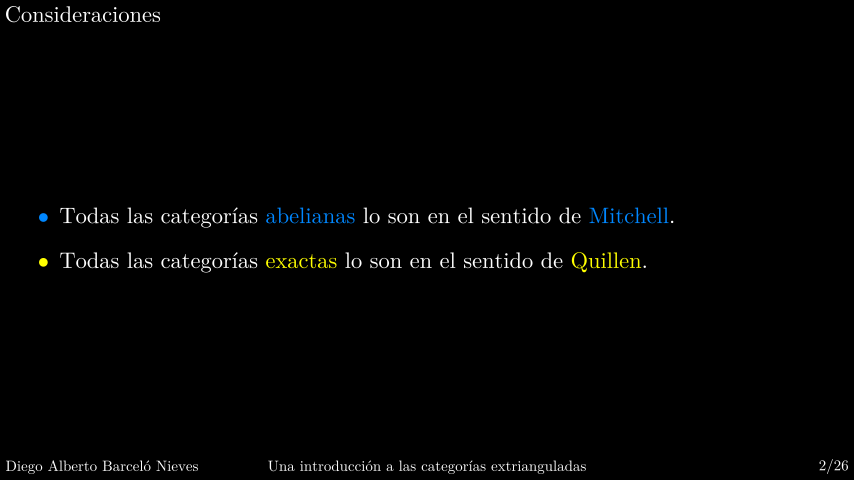 Consideraciones
• Todas las categorías abelianas lo son en el sentido de Mitchell.
• Todas las categorías exactas lo son en el sentido de Quillen.
Diego Alberto Barceló Nieves Una introducción a las categorías extrianguladas 2/26